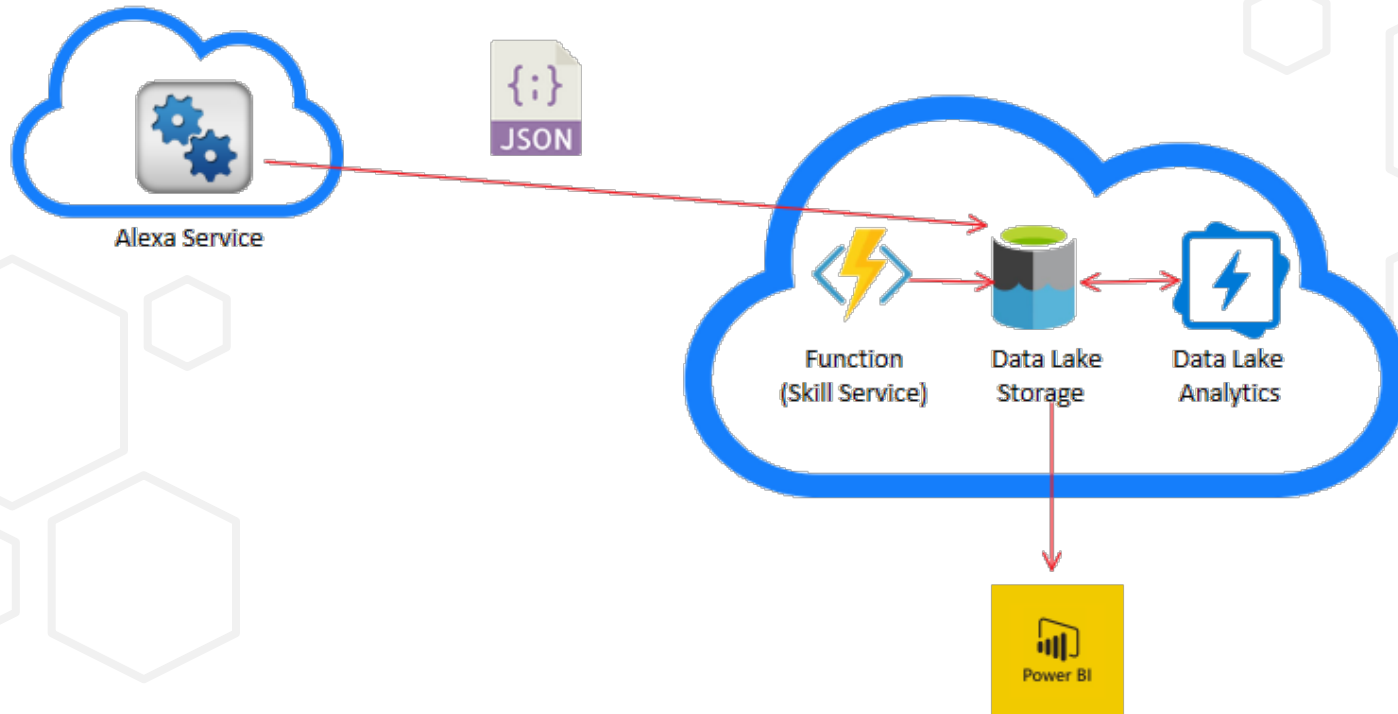 {;}
JSON
Alexa Service
Function
(Skill Service)
Data Lake
Storage
Data Lake
Analytics
Power BI